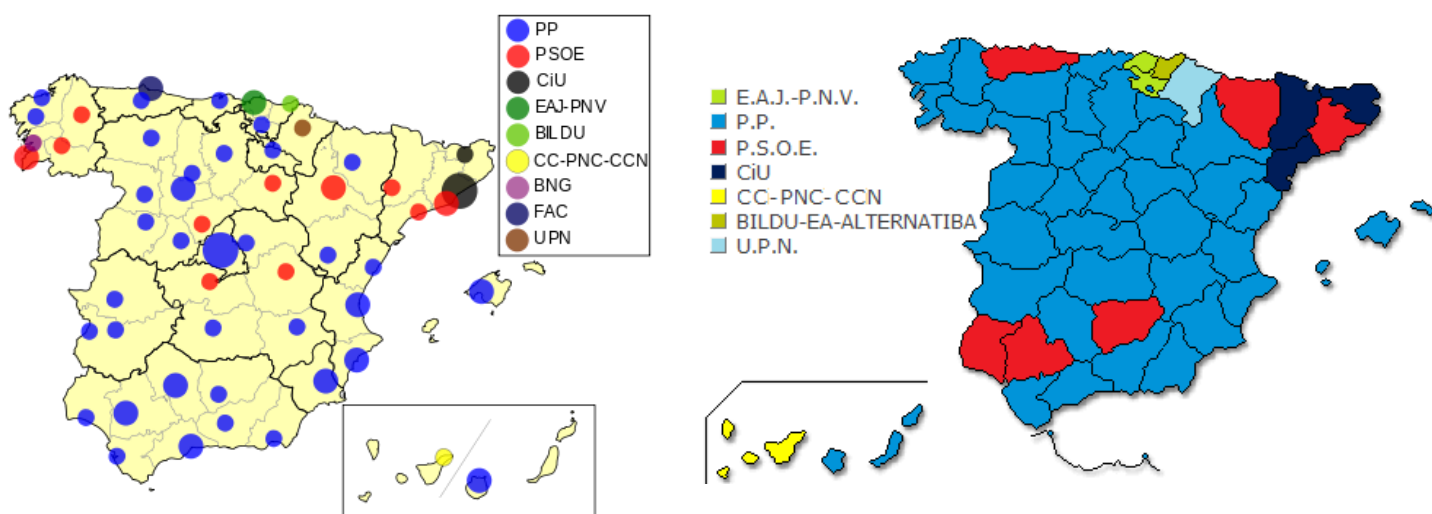 PP
PSOE
CiU
EAJ-PNV
BILDU
CC-PNC-CCN
BNG
FAC
UPN
E.A.J.-P.N.V.
P.P.
P.S.O.E.
CiU
CC-PNC-CCN
BILDU-EA-ALTERNATIBA
U.P.N.